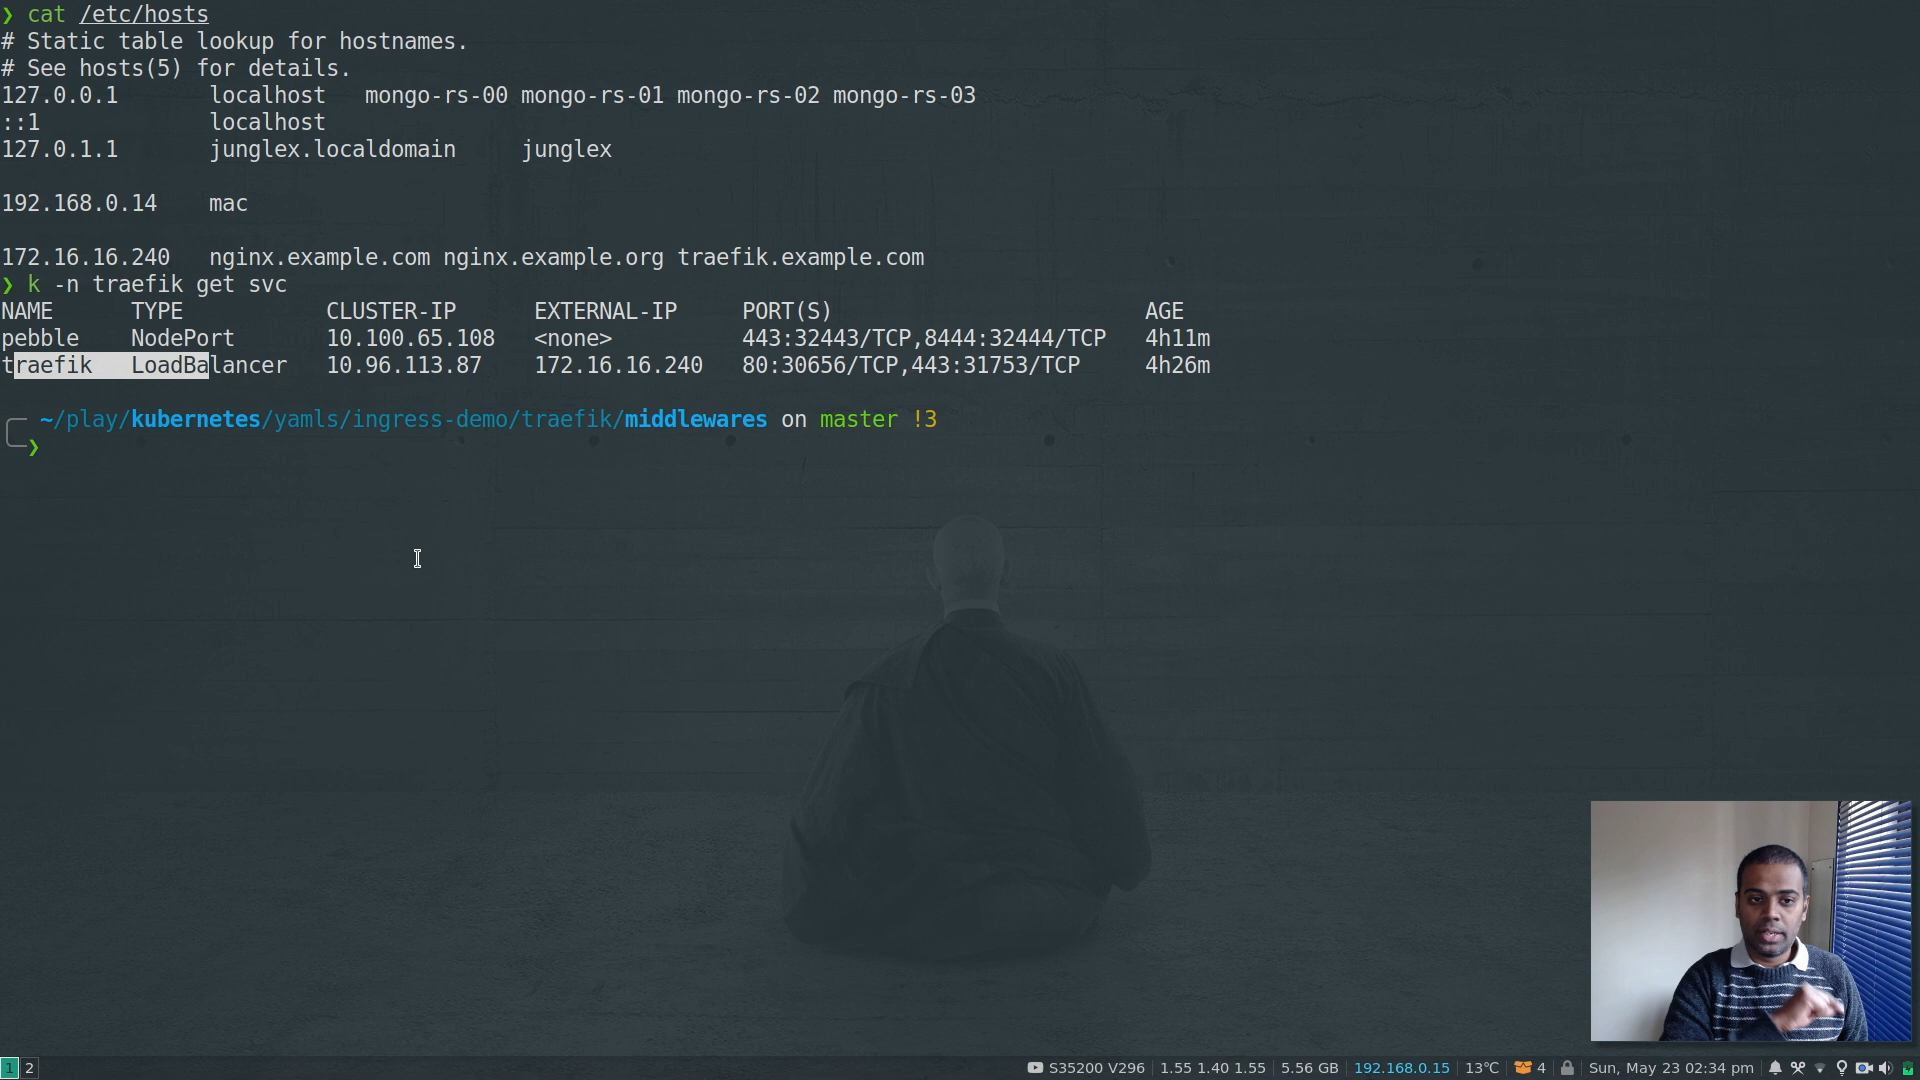 ❯ cat /etc/hosts
# Static table lookup for hostnames.
# See hosts(5) for details.
127.0.0.1       localhost   mongo-rs-00 mongo-rs-01 mongo-rs-02 mongo-rs-03
::1             localhost
127.0.1.1       junglex.localdomain     junglex
192.168.0.14    mac
172.16.16.240   nginx.example.com nginx.example.org traefik.example.com
❯ k -n traefik get svc
NAME      TYPE           CLUSTER-IP      EXTERNAL-IP     PORT(S)                         AGE
pebble    NodePort       10.100.65.108   <none>          443:32443/TCP,8444:32444/TCP   4h11m
traefik   LoadBalancer   10.96.113.87    172.16.16.240   80:30656/TCP,443:31753/TCP     4h26m
~/play/kubernetes/yamls/ingress-demo/traefik/middlewares on master !3
❯
1 2 S35200 V296 1.55 1.40 1.55 5.56 GB 192.168.0.15 13℃ 4 Sun, May 23 02:34 pm